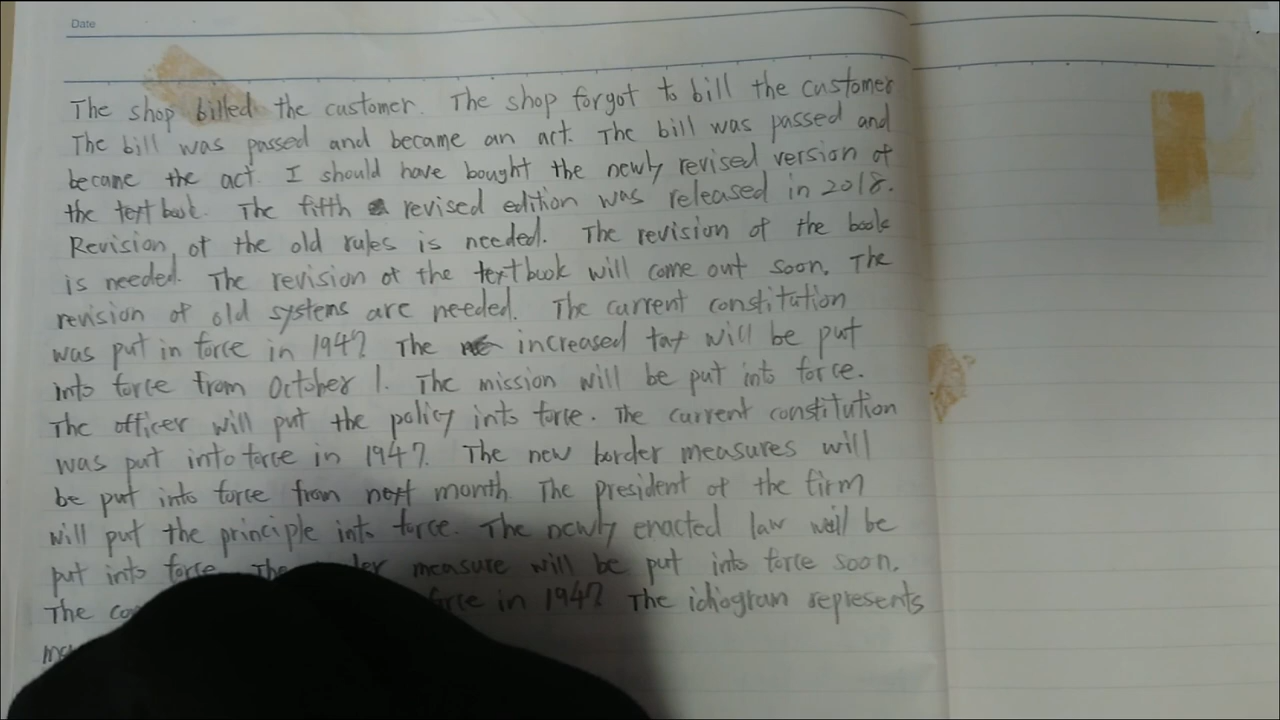 Date
The shop billed the customer. The shop forgot to bill the customer
The bill was passed and became an act. The bill was passed and
became the act. I should have bought the newly revised version of
the textbook. The fifth revised edition was released in 2018.
Revision of the old rules is needed. The revision of the book
is needed. The revision of the textbook will come out soon. The
revision of old systems are needed. The current constitution
was put in force in 1947 The increased tax will be put
into force from October 1. The mission will be put into force.
The officer will put the policy into force. The current constitution
was put into force in 1947. The new border measures will
be put into force from next month The president of the firm
will put the principle into force. The newly enacted law will be
put into force The measure will be put into force soon.
The in 1947 The idiogram represents